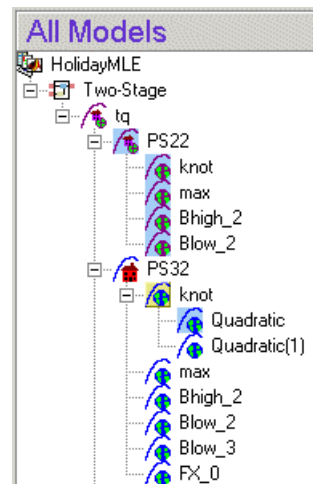 All Models
HolidayMLE
Two-Stage
tq
PS22
knot
max
Bhigh_2
Blow_2
PS32
knot
Quadratic
Quadratic(1)
max
Bhigh_2
Blow_2
Blow_3
FX_0